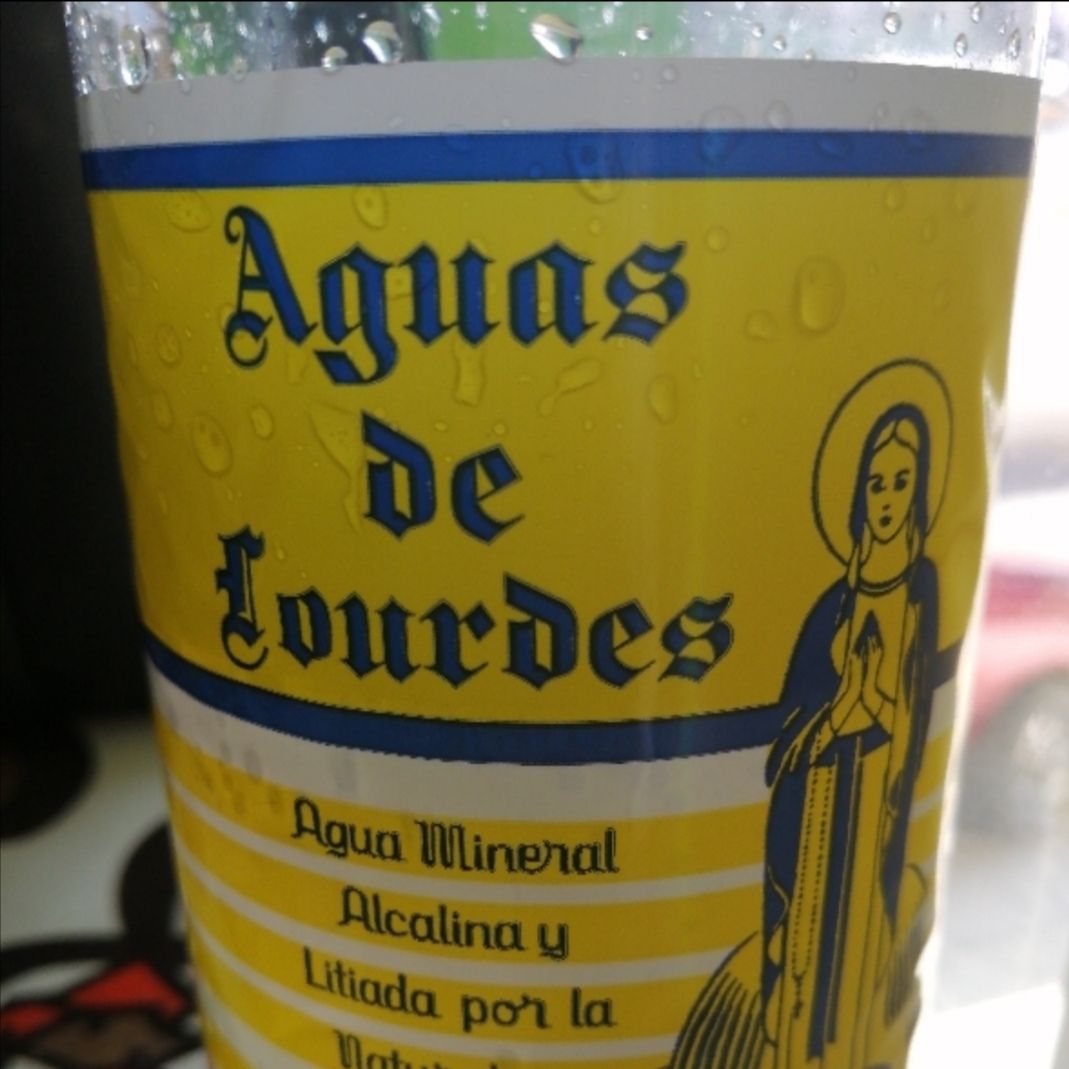 Aguas
de
Lourdes
Agua Mineral
Alcalina y
Litiada por la